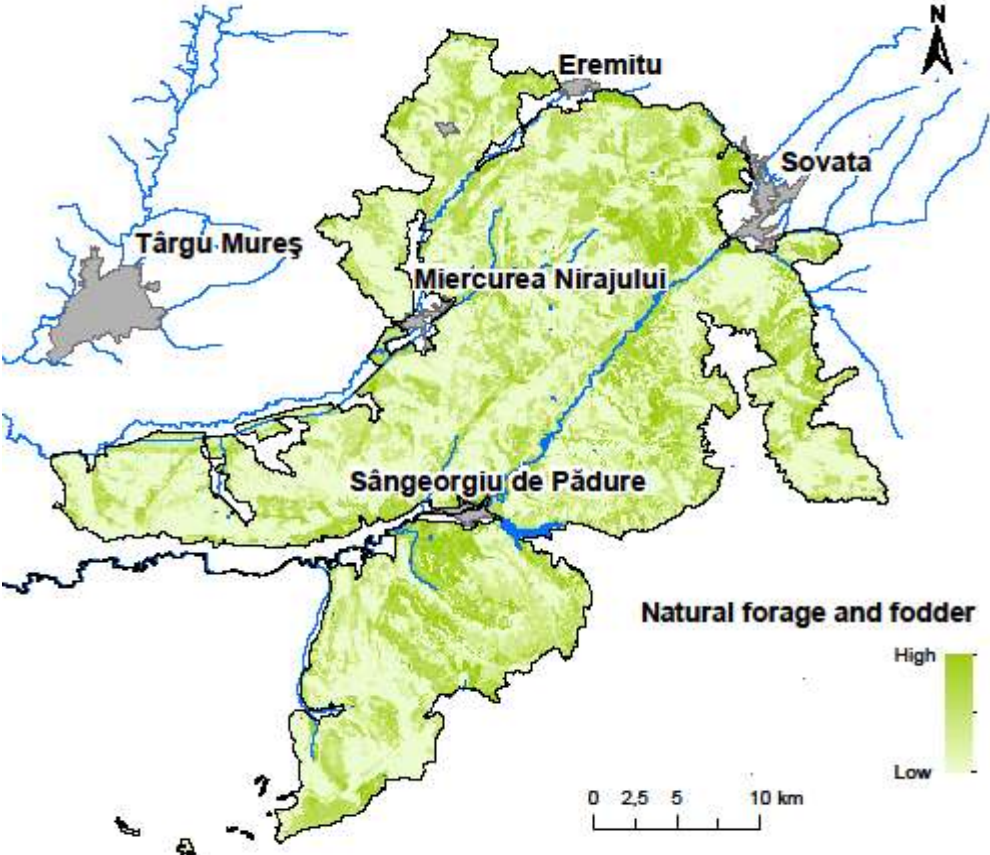 N
Eremitu
Sovata
Târgu Mureş
Miercurea Nirajului
Sângeorgiu de Pădure
Natural forage and fodder
High
Low
0 2,5 5 10 km